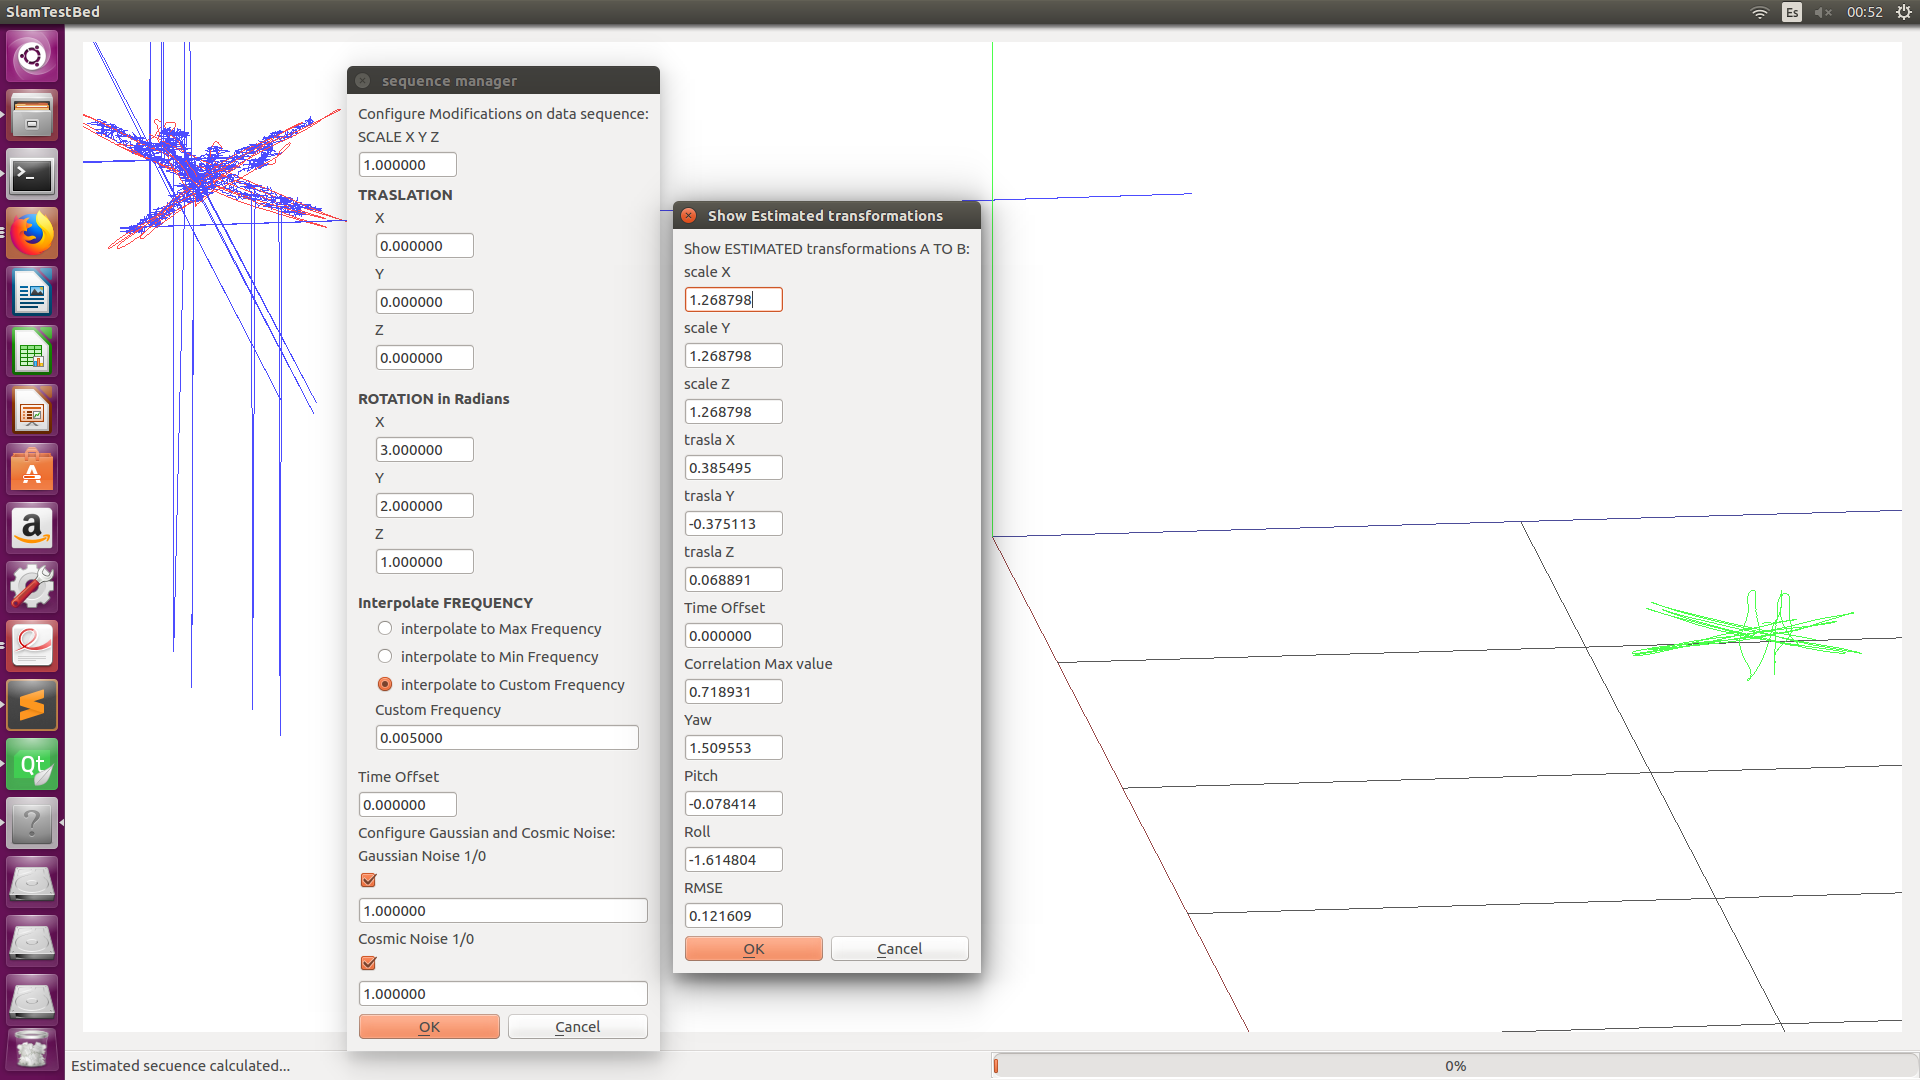 SlamTestBed
Es
00:52
sequence manager
Configure Modifications on data sequence:
SCALE X Y Z
1.000000
TRASLATION
X
0.000000
Y
0.000000
Z
0.000000
ROTATION in Radians
X
3.000000
Y
2.000000
Z
1.000000
Interpolate FREQUENCY
interpolate to Max Frequency
interpolate to Min Frequency
interpolate to Custom Frequency
Custom Frequency
0.005000
Time Offset
0.000000
Configure Gaussian and Cosmic Noise:
Gaussian Noise 1/0
1.000000
Cosmic Noise 1/0
1.000000
OK
Cancel
Show Estimated transformations
Show ESTIMATED transformations A TO B:
scale X
1.268798
scale Y
1.268798
scale Z
1.268798
trasla X
0.385495
trasla Y
-0.375113
trasla Z
0.068891
Time Offset
0.000000
Correlation Max value
0.718931
Yaw
1.509553
Pitch
-0.078414
Roll
-1.614804
RMSE
0.121609
OK
Cancel
Qt
Estimated secuence calculated...
0%